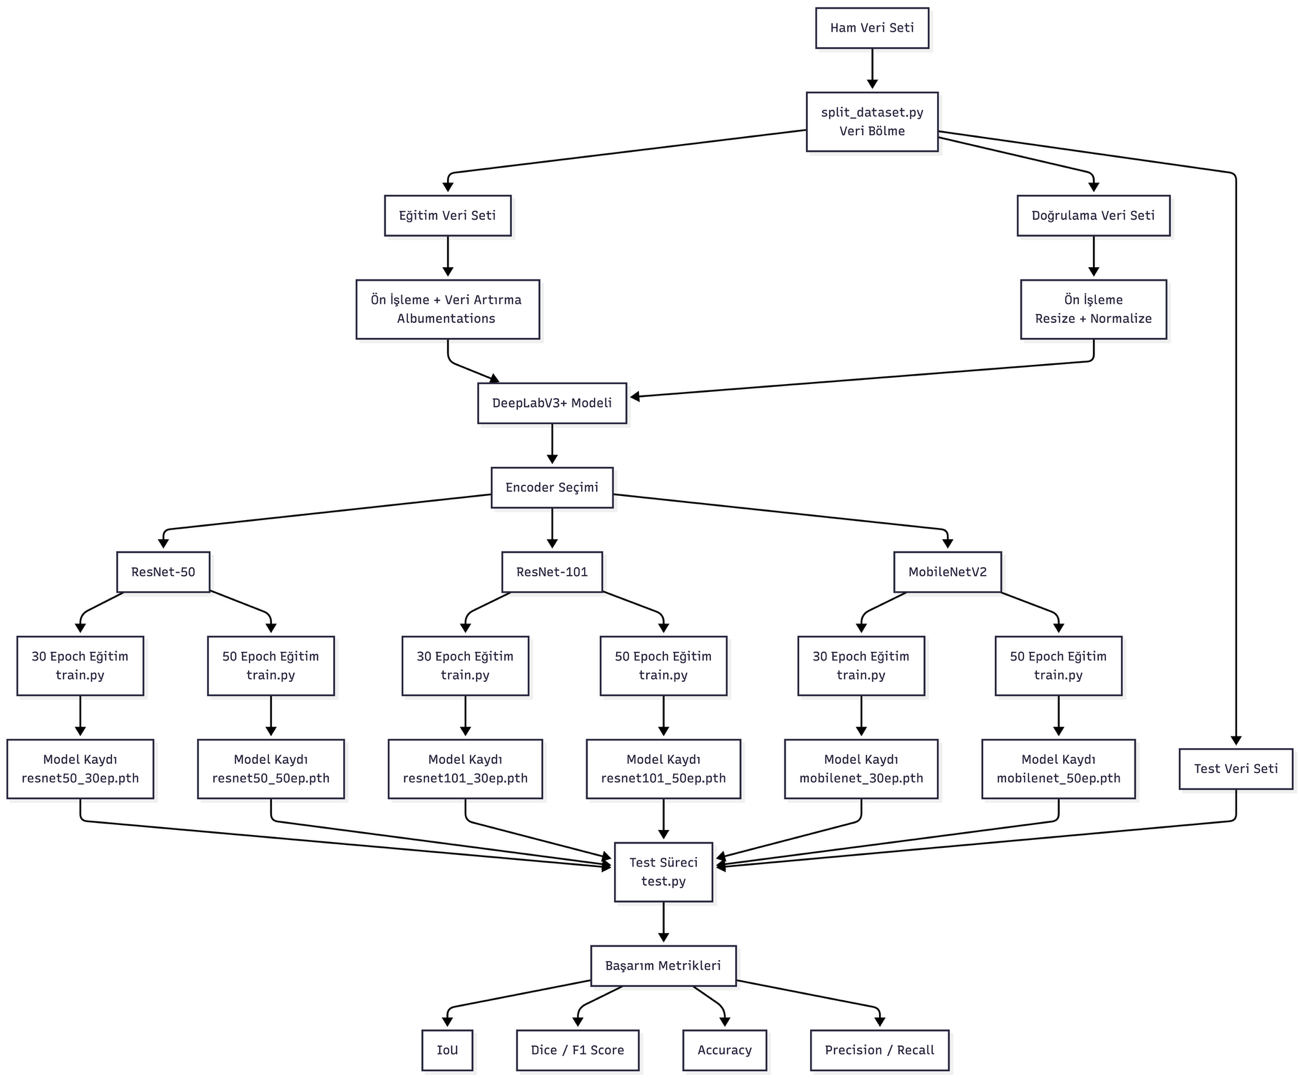 Ham Veri Seti
split_dataset.py
Veri Bölme
Eğitim Veri Seti
Doğrulama Veri Seti
Ön İşleme + Veri Artırma
Albumentations
Ön İşleme
Resize + Normalize
DeepLabV3+ Modeli
Encoder Seçimi
ResNet-50
ResNet-101
MobileNetV2
30 Epoch Eğitim
train.py
50 Epoch Eğitim
train.py
30 Epoch Eğitim
train.py
50 Epoch Eğitim
train.py
30 Epoch Eğitim
train.py
50 Epoch Eğitim
train.py
Model Kaydı
resnet50_30ep.pth
Model Kaydı
resnet50_50ep.pth
Model Kaydı
resnet101_30ep.pth
Model Kaydı
resnet101_50ep.pth
Model Kaydı
mobilenet_30ep.pth
Model Kaydı
mobilenet_50ep.pth
Test Veri Seti
Test Süreci
test.py
Başarım Metrikleri
IoU
Dice / F1 Score
Accuracy
Precision / Recall